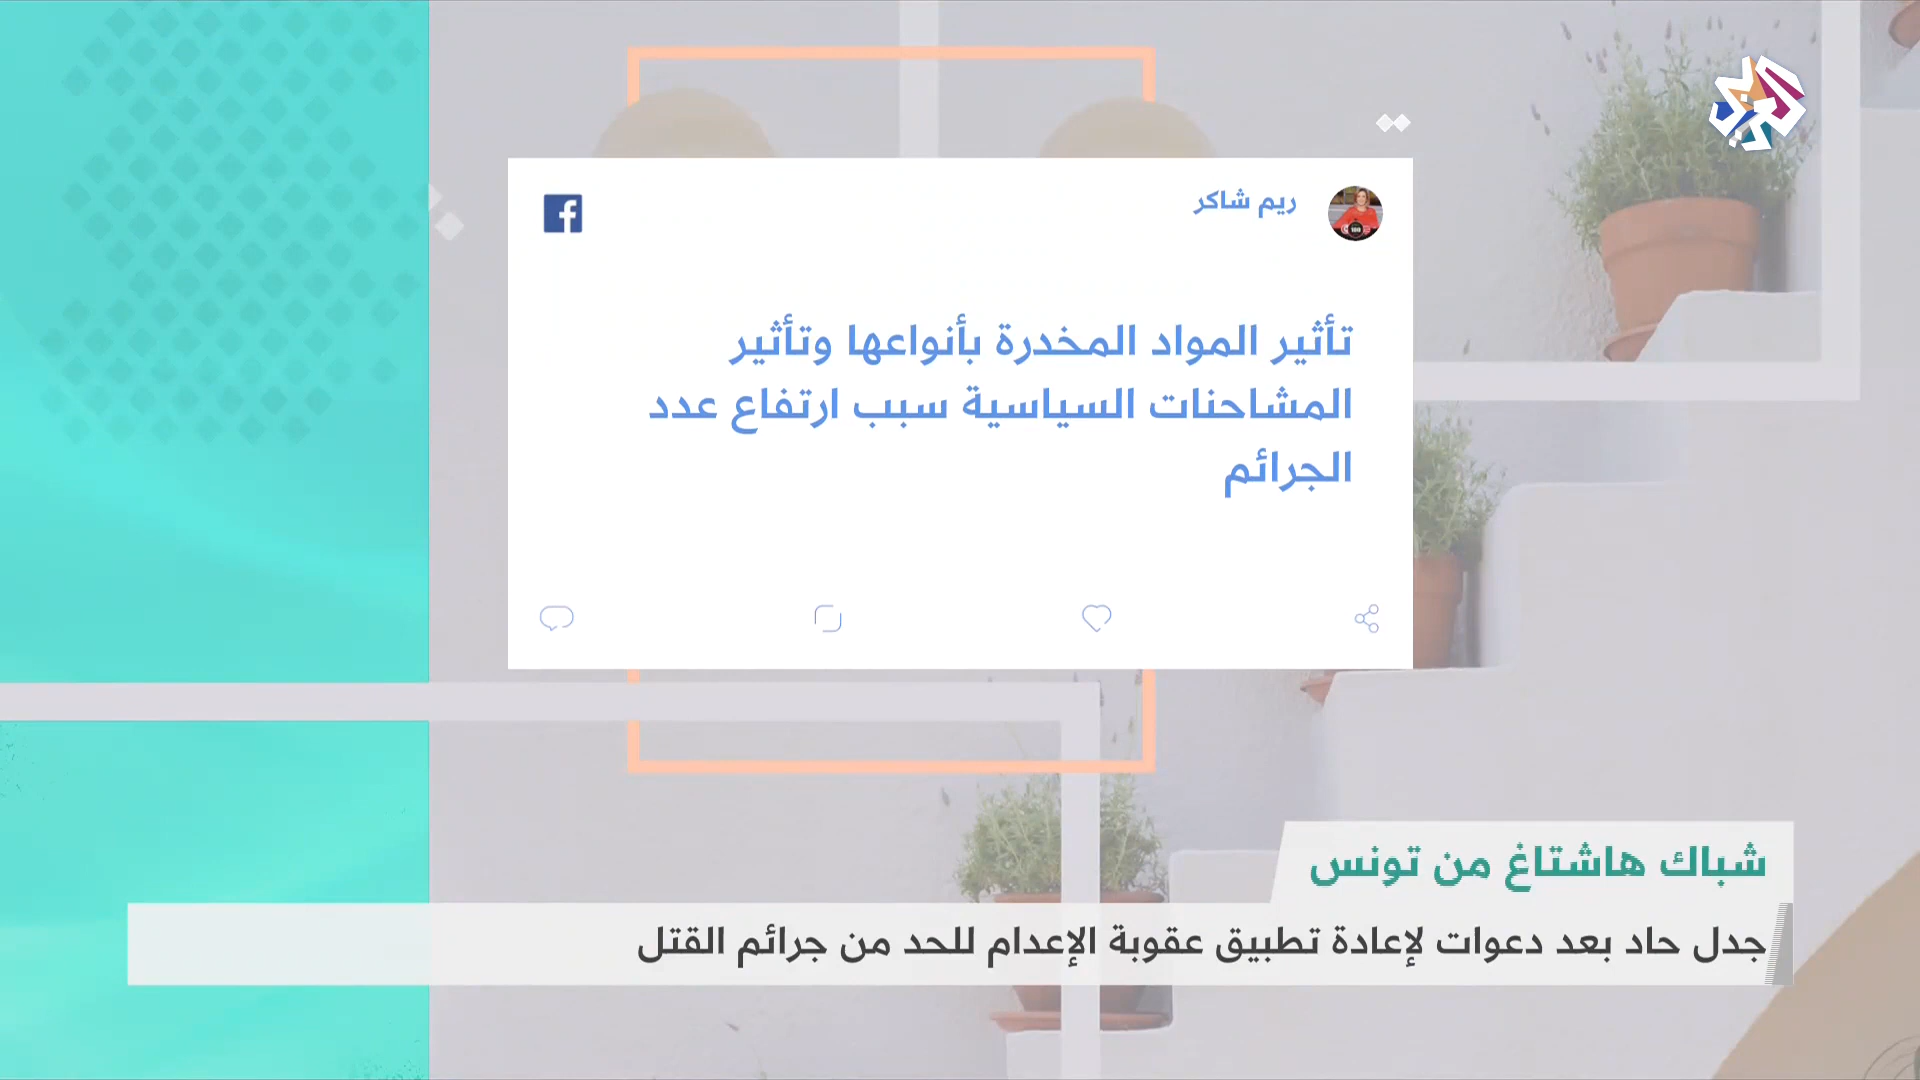 ريم شاكر
تأثير المواد المخدرة بأنواعها وتأثير
المشاحنات السياسية سبب ارتفاع عدد
الجرائم
شباك هاشتاغ من تونس
جدل حاد بعد دعوات لإعادة تطبيق عقوبة الإعدام للحد من جرائم القتل